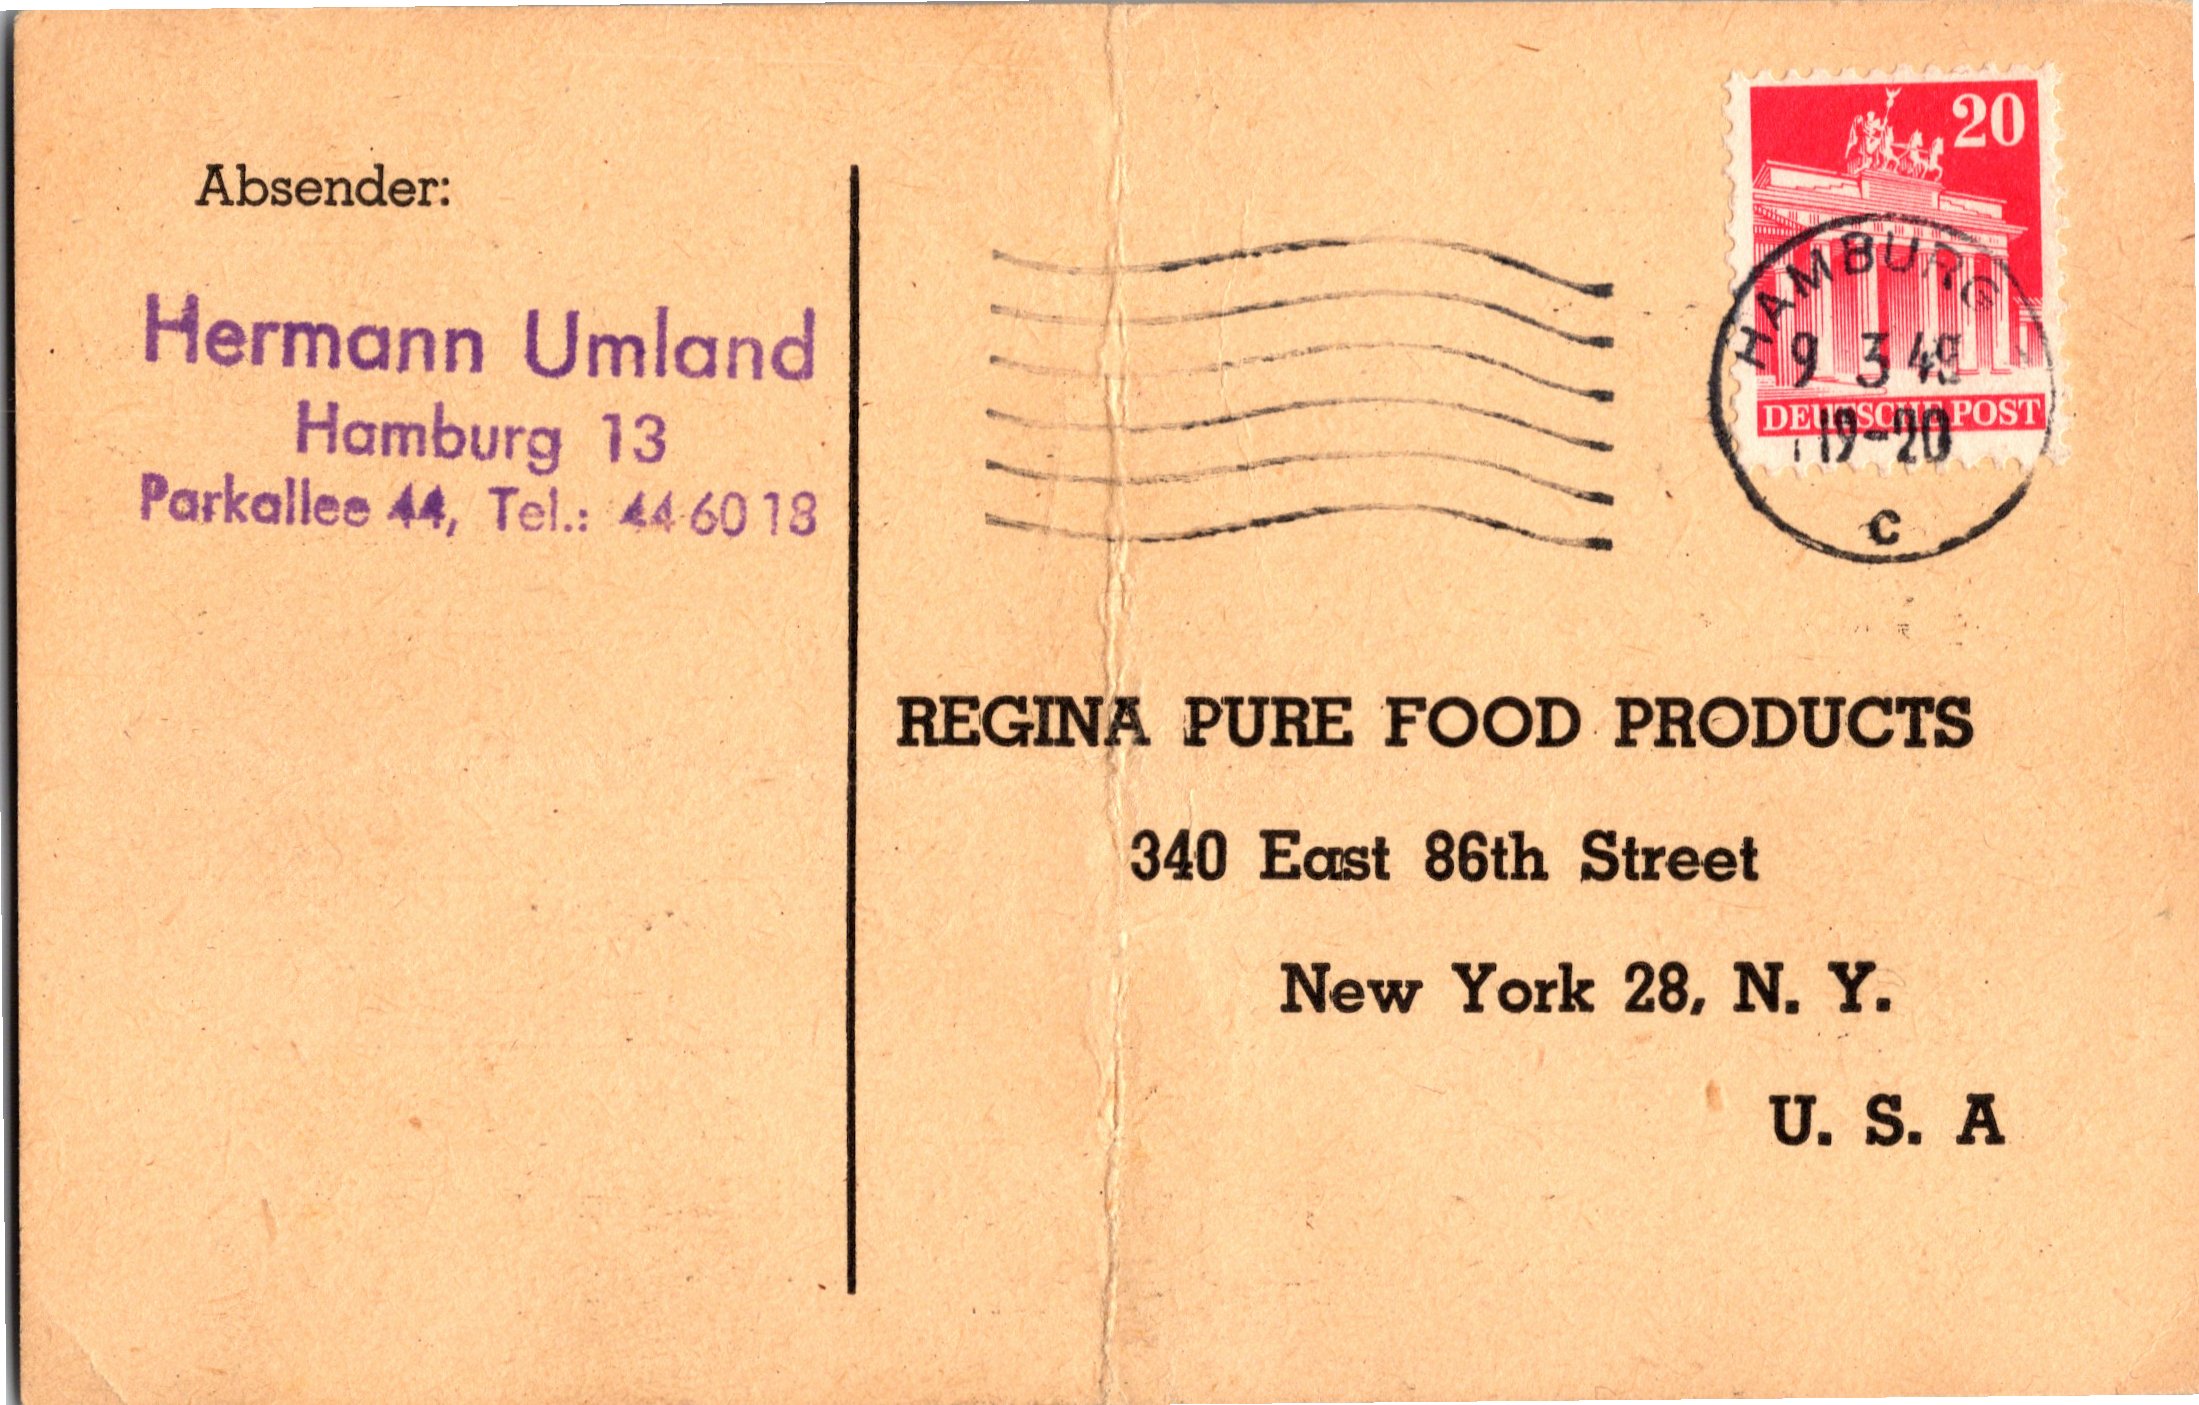 Absender:
Hermann Umland
Hamburg 13
Parkallee 44, Tel.: 44 60 18
20
DEUTSCHE POST
HAMBURG
9 3 49
19-20
c
REGINA PURE FOOD PRODUCTS
340 East 86th Street
New York 28, N. Y.
U. S. A